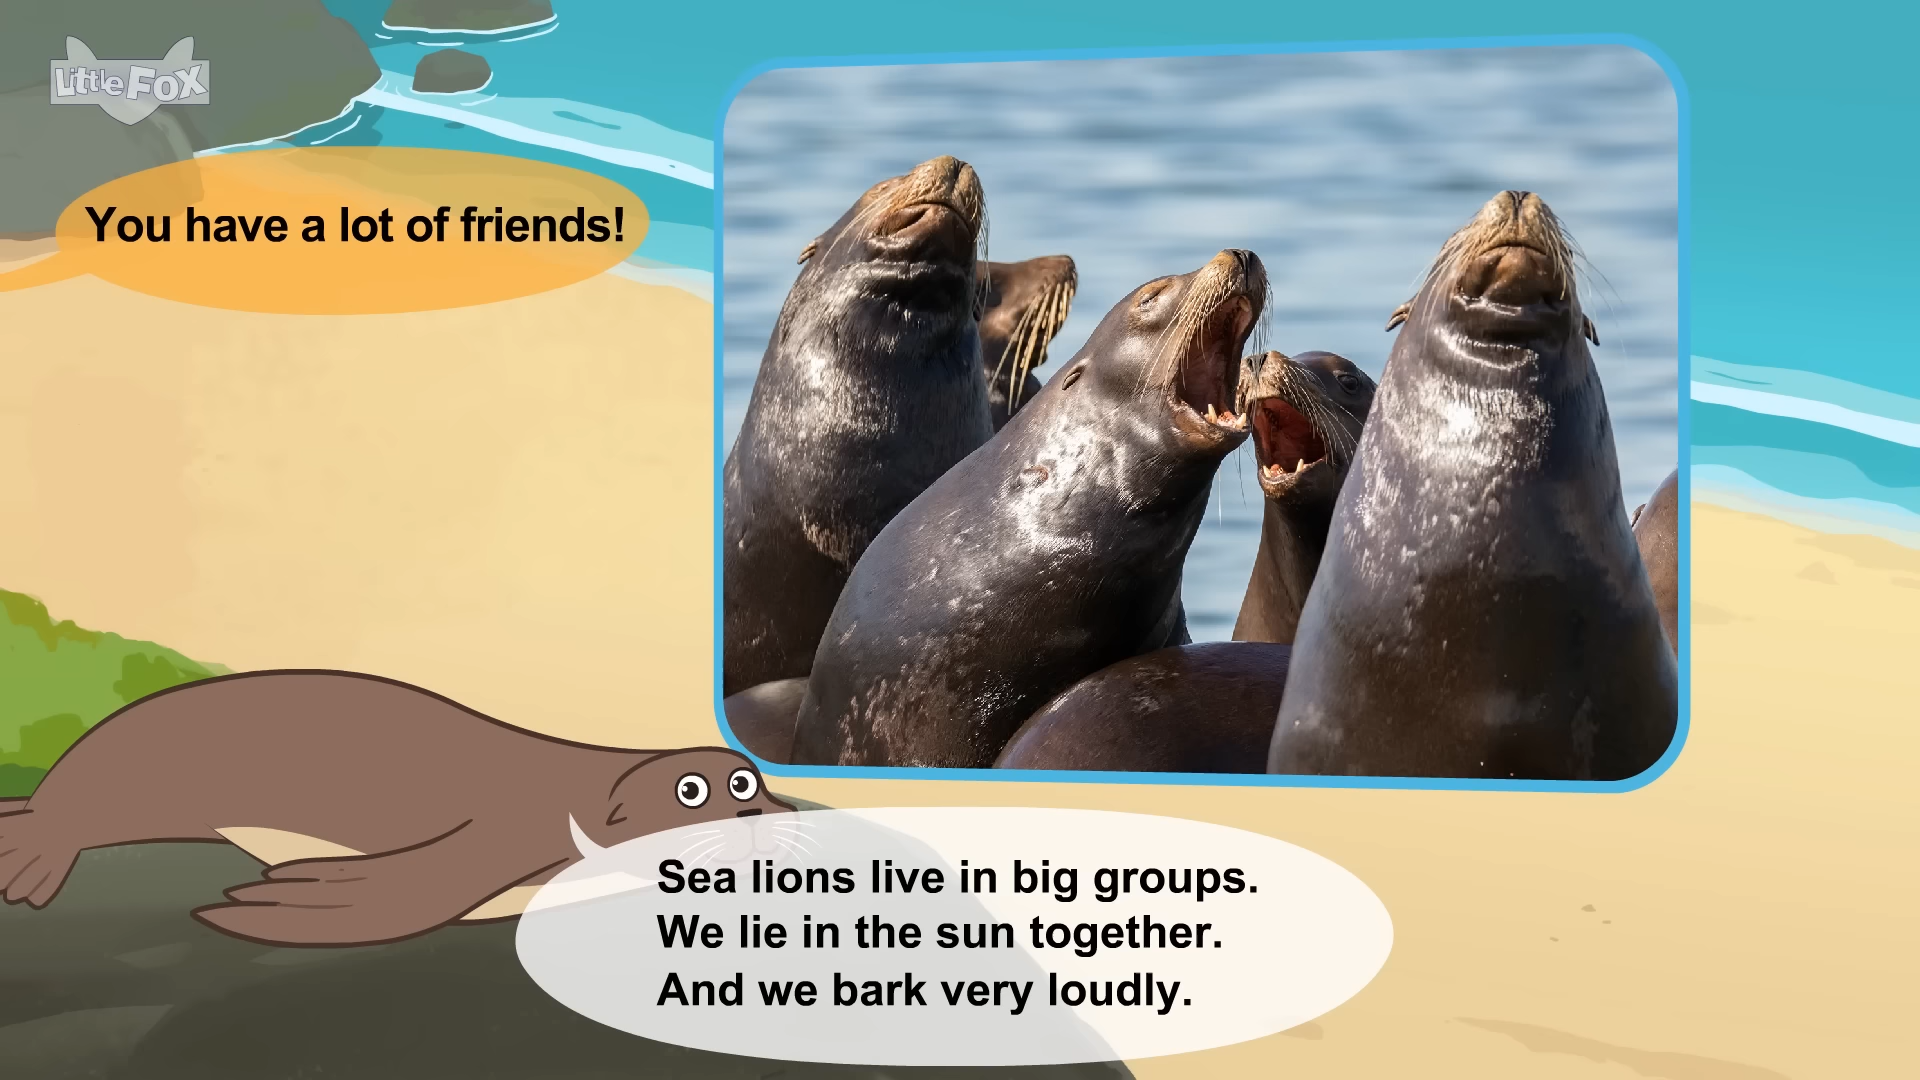 Little Fox
You have a lot of friends!
Sea lions live in big groups.
We lie in the sun together.
And we bark very loudly.